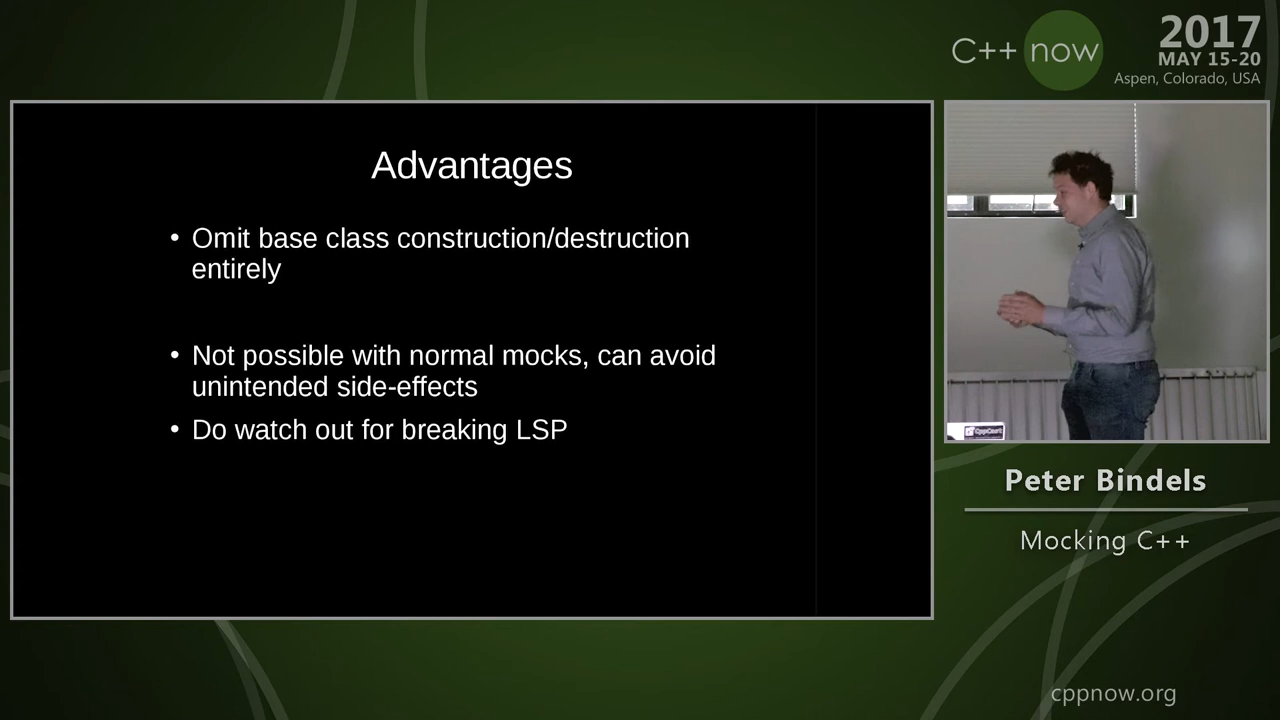 C++ now
2017
MAY 15-20
Aspen, Colorado, USA
Advantages
• Omit base class construction/destruction
entirely
• Not possible with normal mocks, can avoid
unintended side-effects
• Do watch out for breaking LSP
CppCast
Peter Bindels
Mocking C++
cppnow.org